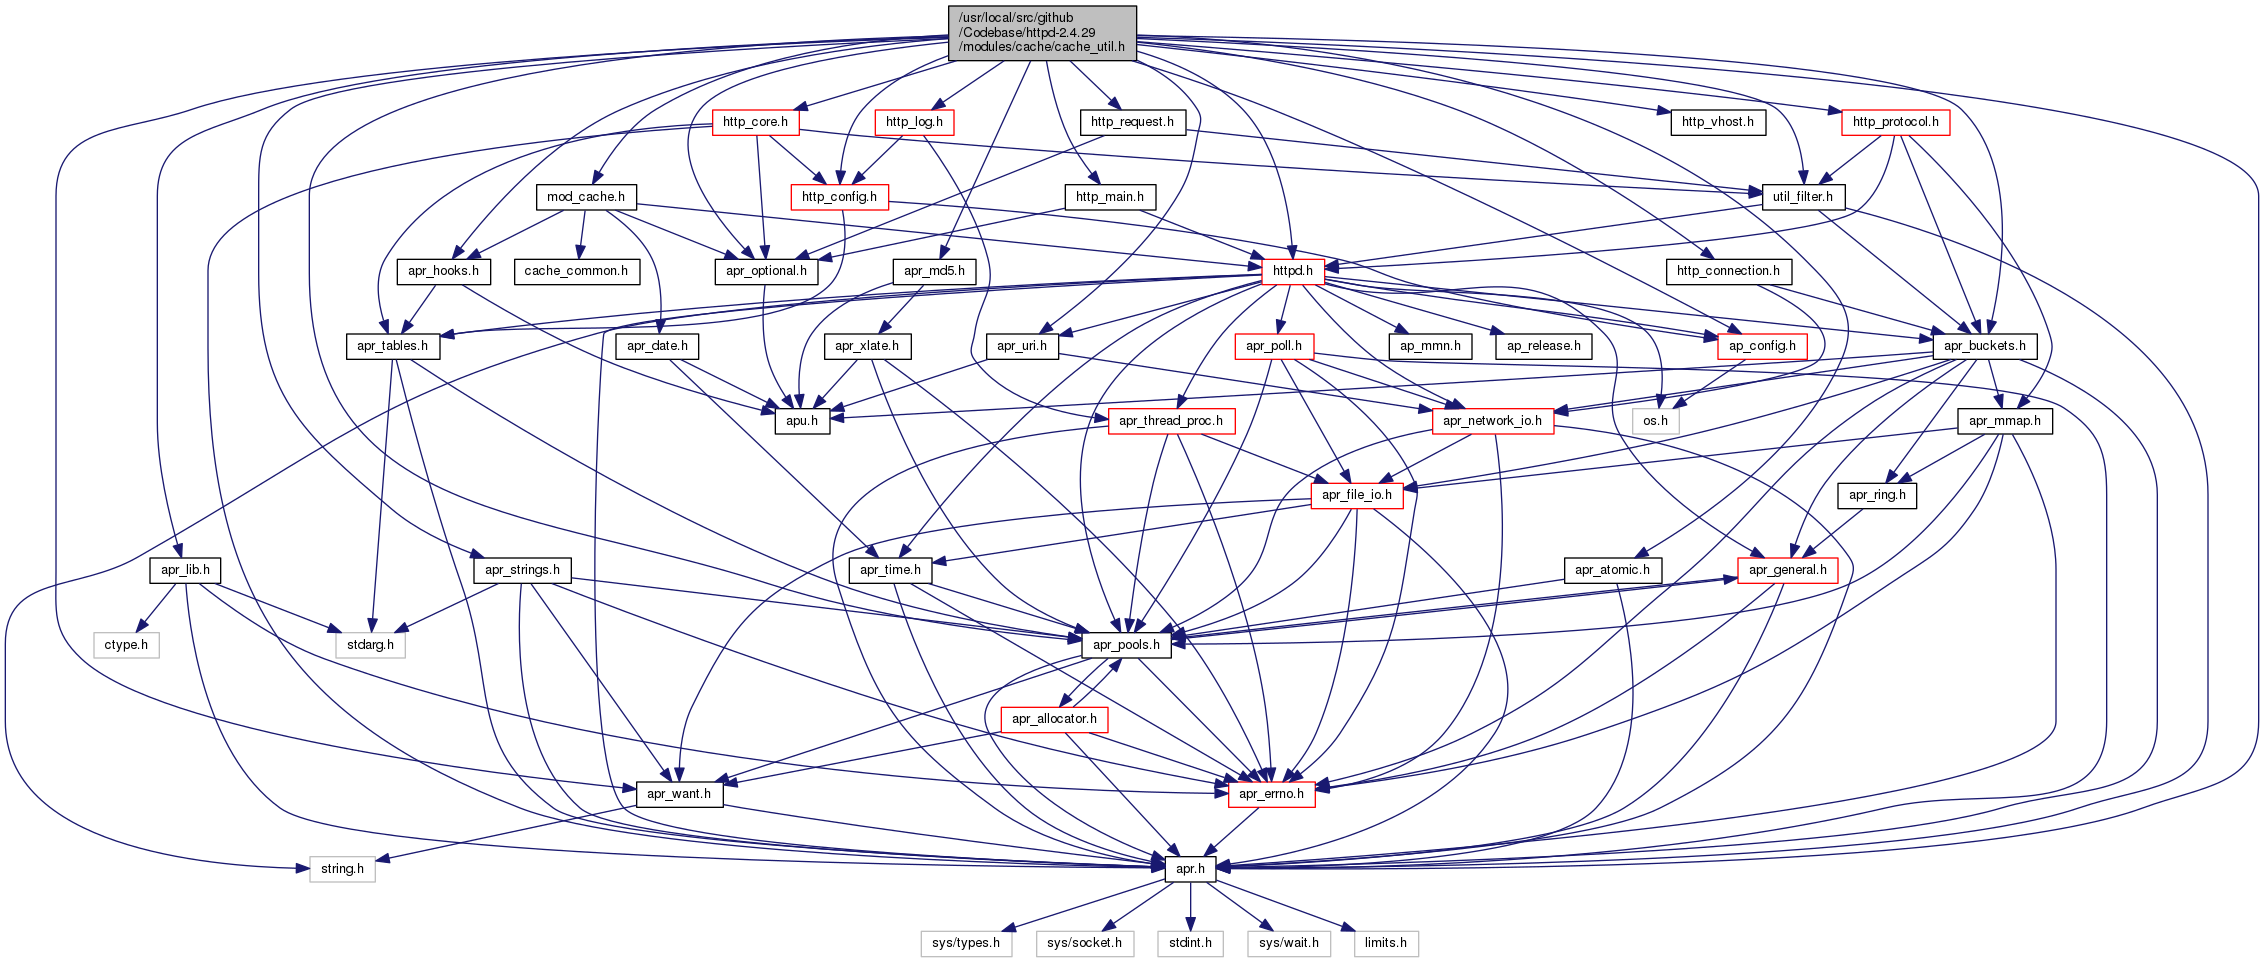 /usr/local/src/github
/Codebase/httpd-2.4.29
/modules/cache/cache_util.h
http_core.h
http_log.h
http_request.h
http_vhost.h
http_protocol.h
mod_cache.h
http_config.h
http_main.h
util_filter.h
apr_hooks.h
cache_common.h
apr_optional.h
apr_md5.h
httpd.h
http_connection.h
apr_tables.h
apr_date.h
apr_xlate.h
apr_uri.h
apr_poll.h
ap_mmn.h
ap_release.h
ap_config.h
apr_buckets.h
apu.h
apr_thread_proc.h
apr_network_io.h
os.h
apr_mmap.h
apr_file_io.h
apr_ring.h
apr_lib.h
apr_strings.h
apr_time.h
apr_atomic.h
apr_general.h
ctype.h
stdarg.h
apr_pools.h
apr_allocator.h
apr_want.h
apr_errno.h
string.h
apr.h
sys/types.h
sys/socket.h
stdint.h
sys/wait.h
limits.h